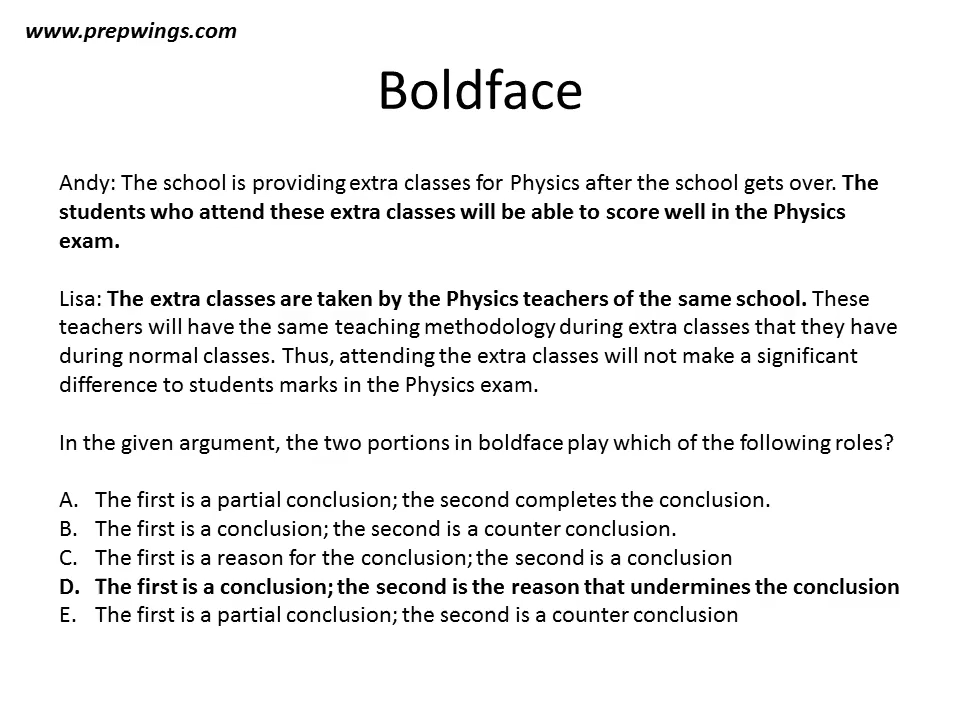 www.prepwings.com
Boldface
Andy: The school is providing extra classes for Physics after the school gets over. The
students who attend these extra classes will be able to score well in the Physics
exam.
Lisa: The extra classes are taken by the Physics teachers of the same school. These
teachers will have the same teaching methodology during extra classes that they have
during normal classes. Thus, attending the extra classes will not make a significant
difference to students marks in the Physics exam.
In the given argument, the two portions in boldface play which of the following roles?
A. The first is a partial conclusion; the second completes the conclusion.
B. The first is a conclusion; the second is a counter conclusion.
C. The first is a reason for the conclusion; the second is a conclusion
D. The first is a conclusion; the second is the reason that undermines the conclusion
E. The first is a partial conclusion; the second is a counter conclusion